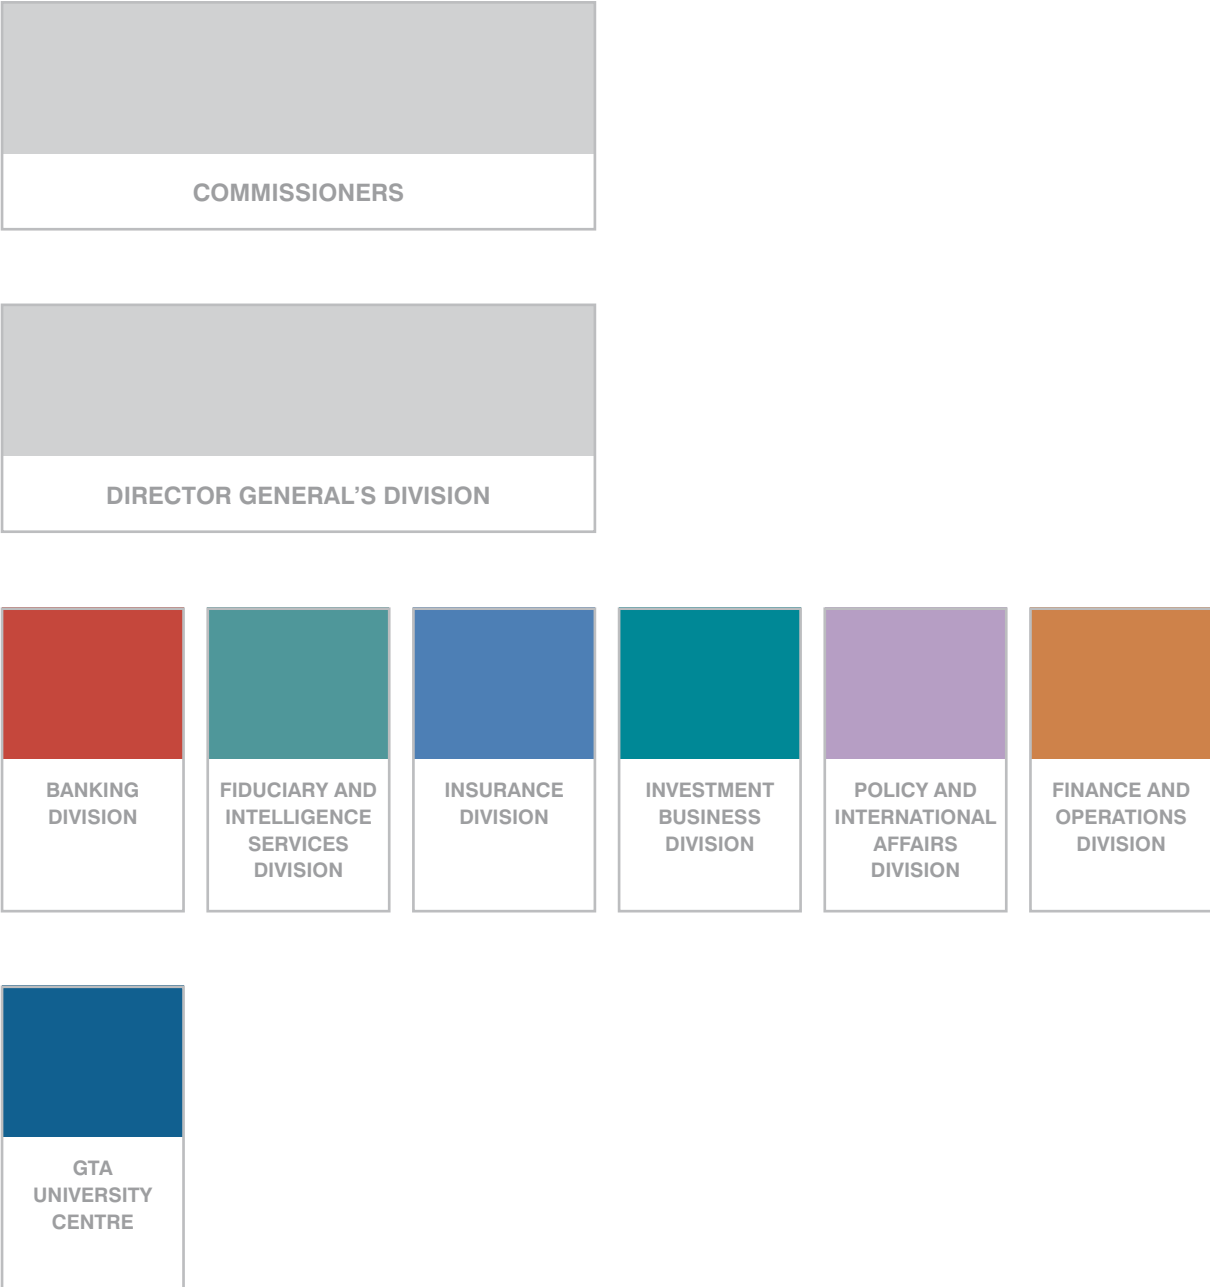 COMMISSIONERS
DIRECTOR GENERAL’S DIVISION
BANKING
DIVISION
FIDUCIARY AND
INTELLIGENCE
SERVICES
DIVISION
INSURANCE
DIVISION
INVESTMENT
BUSINESS
DIVISION
POLICY AND
INTERNATIONAL
AFFAIRS
DIVISION
FINANCE AND
OPERATIONS
DIVISION
GTA
UNIVERSITY
CENTRE